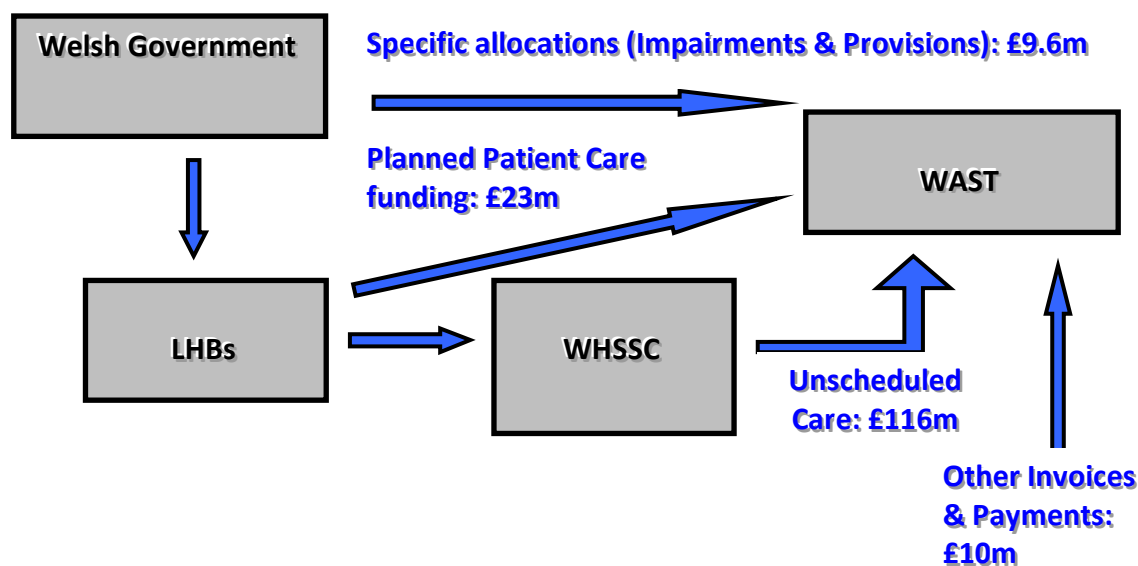 Welsh Government
Specific allocations (Impairments & Provisions): £9.6m
Planned Patient Care
funding: £23m
WAST
LHBs
WHSSC
Unscheduled
Care: £116m
Other Invoices
& Payments:
£10m